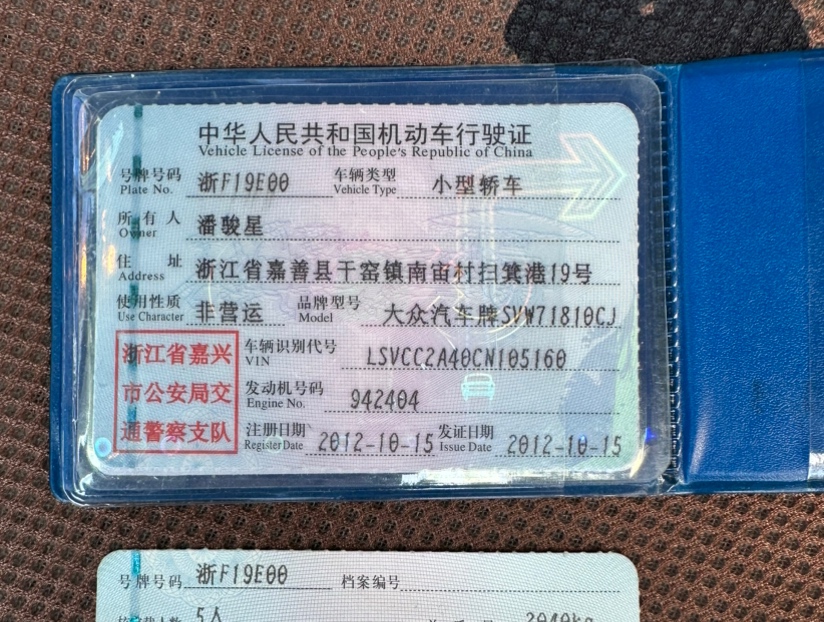 中华人民共和国机动车行驶证
Vehicle License of the People's Republic of China
号牌号码 浙F19E00 车辆类型 小型轿车
Plate No. Vehicle Type
所有人 潘骏星
Owner
住址 浙江省嘉善县干窑镇南宙村扫箕港19号
Address
使用性质 非营运 品牌型号 大众汽车牌SVW71810CJ
Use Character Model
浙江省嘉兴
市公安局交
通警察支队
车辆识别代号 LSVCC2A40CN105160
VIN
发动机号码 942404
Engine No.
注册日期 2012-10-15 发证日期 2012-10-15
Register Date Issue Date
号牌号码 浙F19E00 档案编号
5人